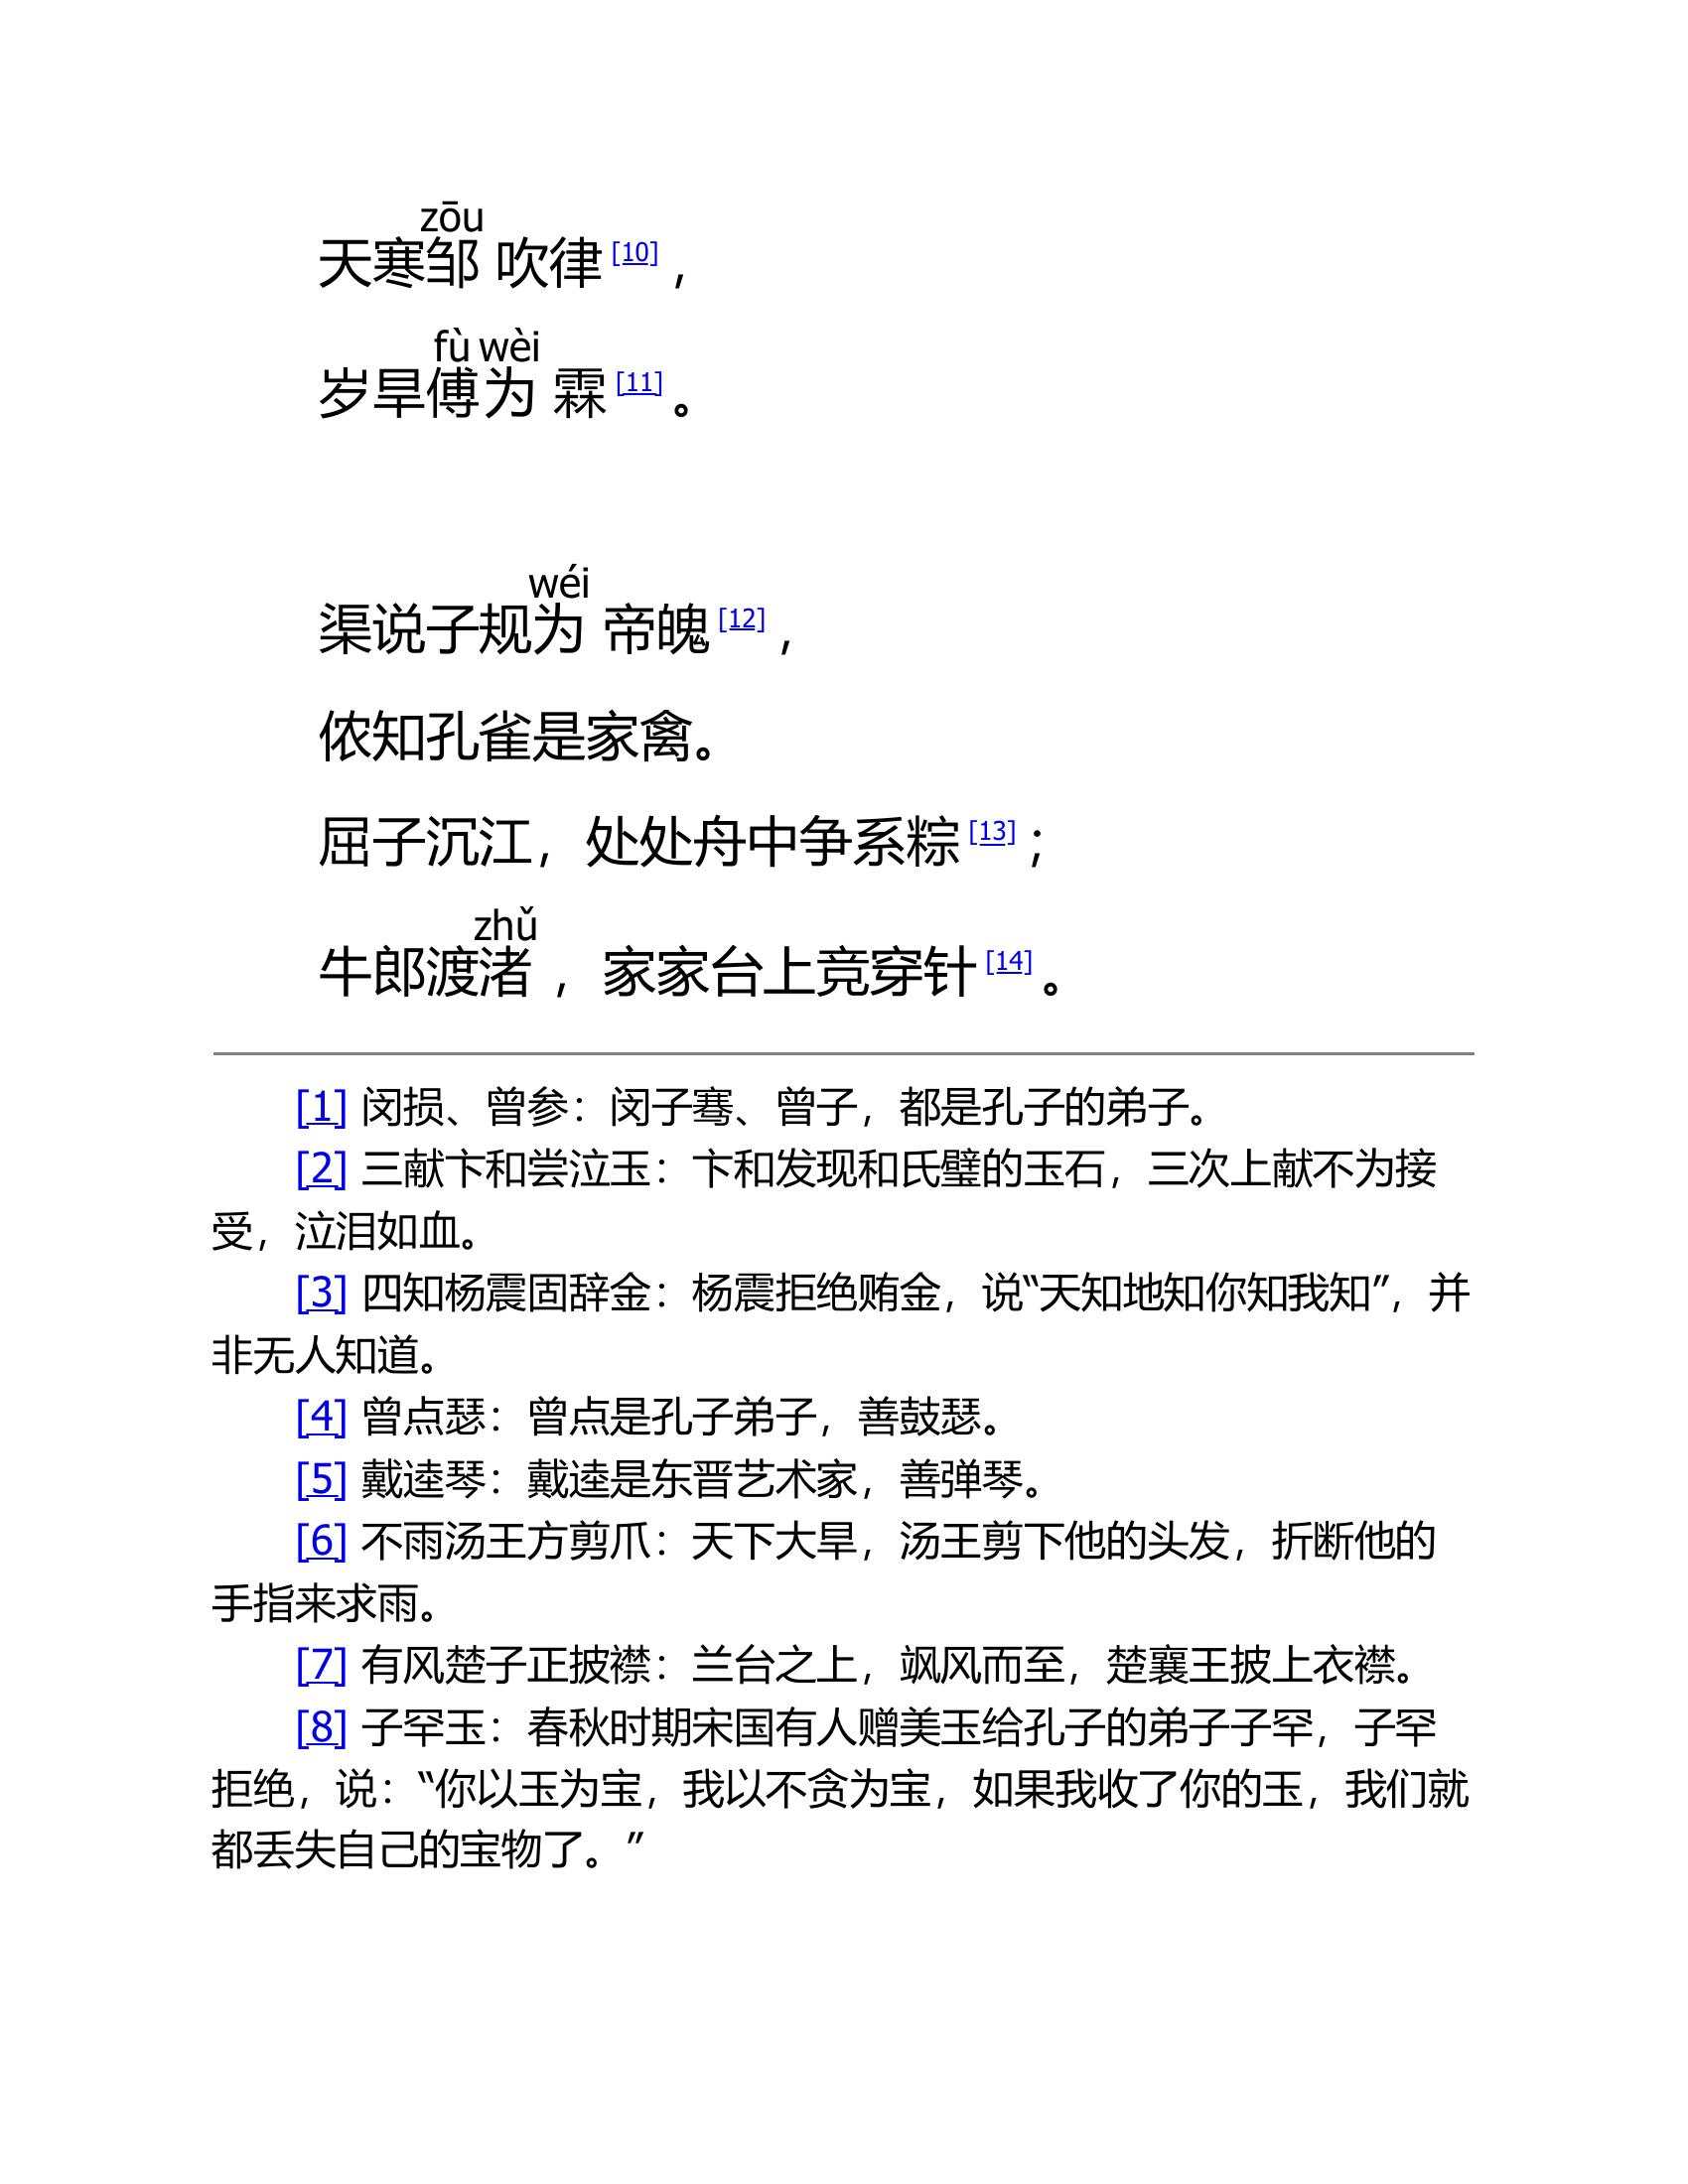 zōu
天寒邹 吹律[10]，
fù wèi
岁旱傅为 霖[11]。
wéi
渠说子规为 帝魄[12]，
侬知孔雀是家禽。
屈子沉江，处处舟中争系粽[13]；
zhǔ
牛郎渡渚 ，家家台上竞穿针[14]。
[1] 闵损、曾参：闵子骞、曾子，都是孔子的弟子。
[2] 三献卞和尝泣玉：卞和发现和氏璧的玉石，三次上献不为接
受，泣泪如血。
[3] 四知杨震固辞金：杨震拒绝贿金，说“天知地知你知我知”，并
非无人知道。
[4] 曾点瑟：曾点是孔子弟子，善鼓瑟。
[5] 戴逵琴：戴逵是东晋艺术家，善弹琴。
[6] 不雨汤王方剪爪：天下大旱，汤王剪下他的头发，折断他的
手指来求雨。
[7] 有风楚子正披襟：兰台之上，飒风而至，楚襄王披上衣襟。
[8] 子罕玉：春秋时期宋国有人赠美玉给孔子的弟子子罕，子罕
拒绝，说：“你以玉为宝，我以不贪为宝，如果我收了你的玉，我们就
都丢失自己的宝物了。”